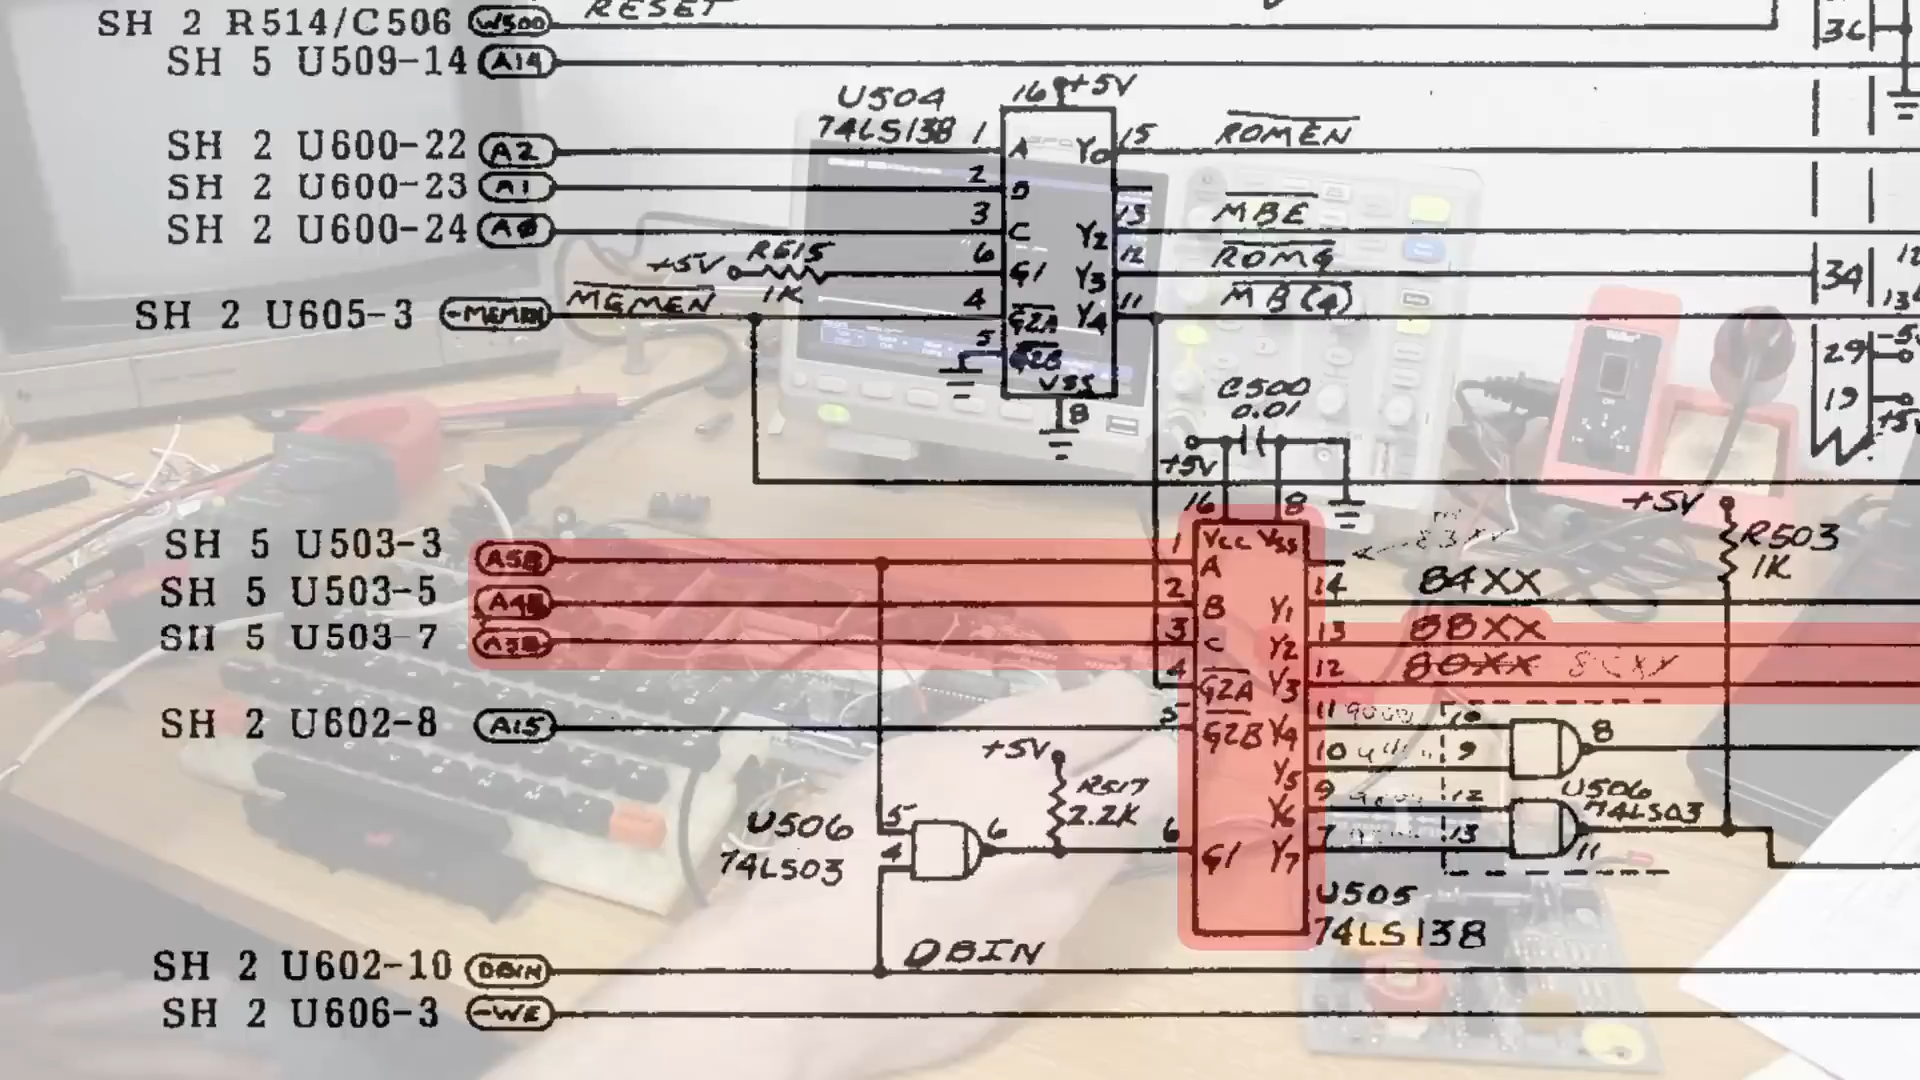 SH 2 R514/C506 W500 RESET 36
SH 5 U509-14 A14
U504 74LS138 16 +5V
SH 2 U600-22 A2 1 A Y0 15 ROMEN
SH 2 U600-23 A1 2 B
SH 2 U600-24 A0 3 C Y2 13 MBE
+5V R515 1K 6 G1 Y3 12 ROMG 34 12
SH 2 U605-3 -MEMEN MEMEN 4 G2A Y4 11 MB(4) 13
5 G2B 29 -5
VSS 8 19 +5V
C500 0.01
+5V 16 8
+5V R503 1K
SH 5 U503-3 A5B 1 VCC VSS A
14 84XX
SH 5 U503-5 A4B 2 B Y1
13 88XX
SH 5 U503-7 A3B 3 C Y2
12 80XX
4 G2A Y3
SH 2 U602-8 A15 5 G2B Y4 11 10 8
Y5 10 9
+5V R517 2.2K
U506 74LS03
Y6 9 12
U506 74LS03 5 4 6
6 G1 Y7 7 13 11
U505
74LS138
SH 2 U602-10 DBIN DBIN
SH 2 U606-3 -WE